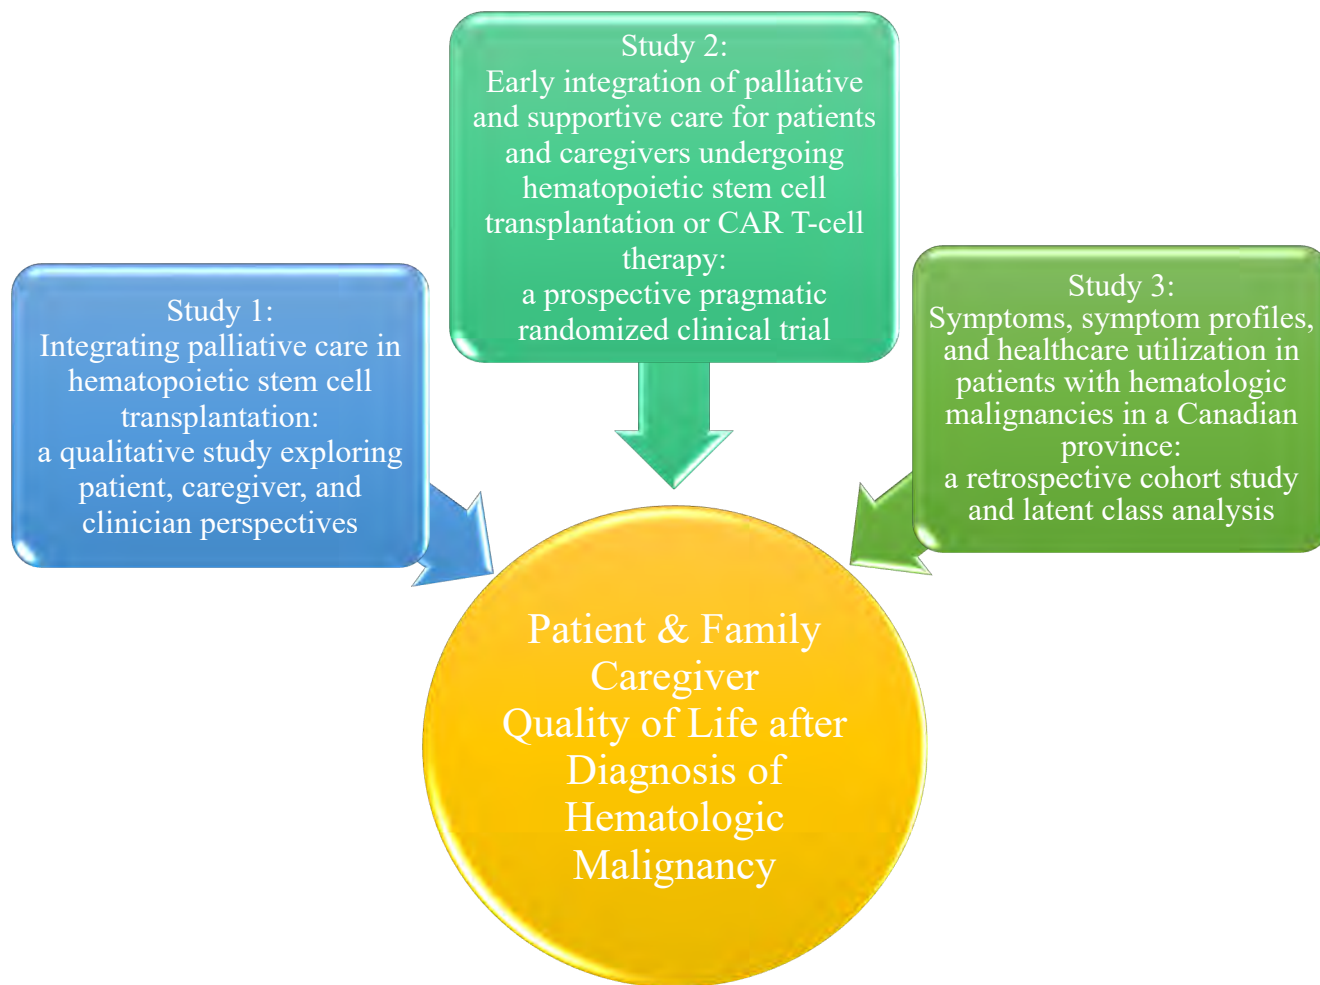 Study 1:
Integrating palliative care in
hematopoietic stem cell
transplantation:
a qualitative study exploring
patient, caregiver, and
clinician perspectives
Study 2:
Early integration of palliative
and supportive care for patients
and caregivers undergoing
hematopoietic stem cell
transplantation or CAR T-cell
therapy:
a prospective pragmatic
randomized clinical trial
Study 3:
Symptoms, symptom profiles,
and healthcare utilization in
patients with hematologic
malignancies in a Canadian
province:
a retrospective cohort study
and latent class analysis
Patient & Family
Caregiver
Quality of Life after
Diagnosis of
Hematologic
Malignancy